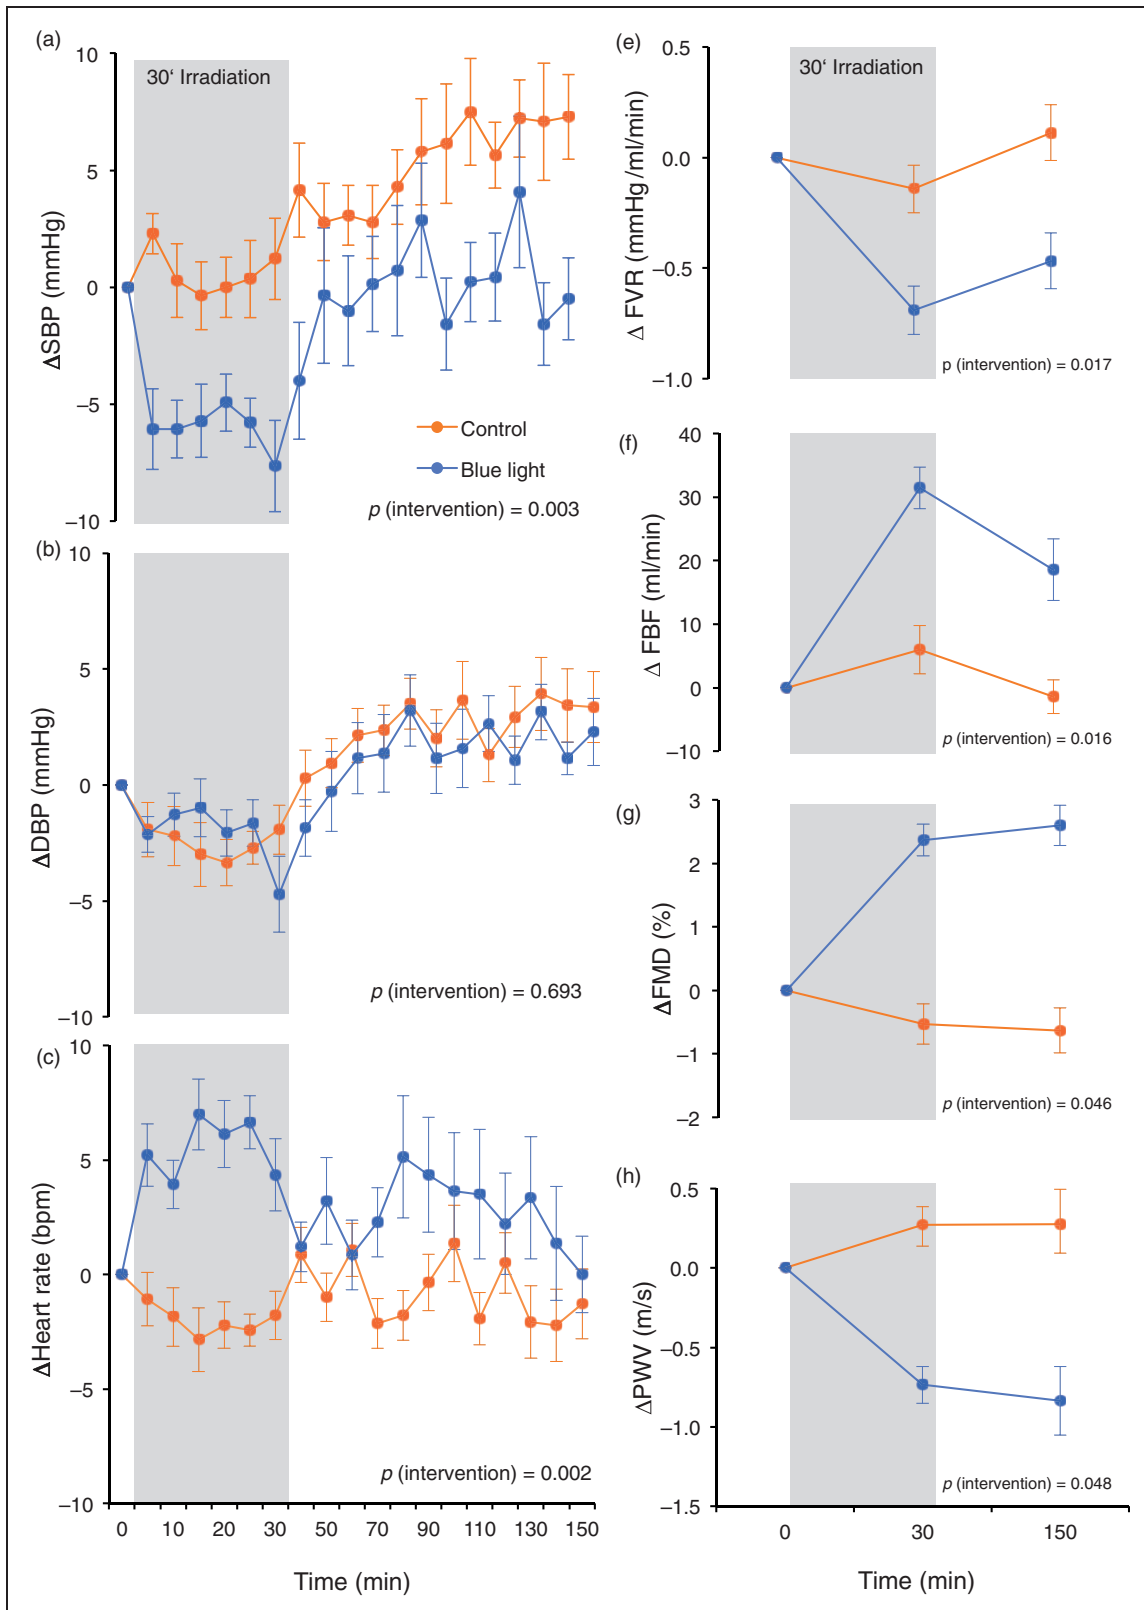 (a)
10
5
0
−5
−10
ΔSBP (mmHg)
30‘ Irradiation
Control
Blue light
p (intervention) = 0.003
(b)
10
5
0
−5
−10
ΔDBP (mmHg)
p (intervention) = 0.693
(c)
10
5
0
−5
−10
ΔHeart rate (bpm)
p (intervention) = 0.002
0 10 20 30 50 70 90 110 130 150
Time (min)
(e)
0.5
0.0
−0.5
−1.0
Δ FVR (mmHg /ml/min)
30‘ Irradiation
p (intervention) = 0.017
(f)
40
30
20
10
0
−10
Δ FBF (ml/min)
p (intervention) = 0.016
(g)
3
2
1
0
−1
−2
ΔFMD (%)
p (intervention) = 0.046
(h)
0.5
0.0
−0.5
−1.0
−1.5
ΔPWV (m/s)
p (intervention) = 0.048
0 30 150
Time (min)